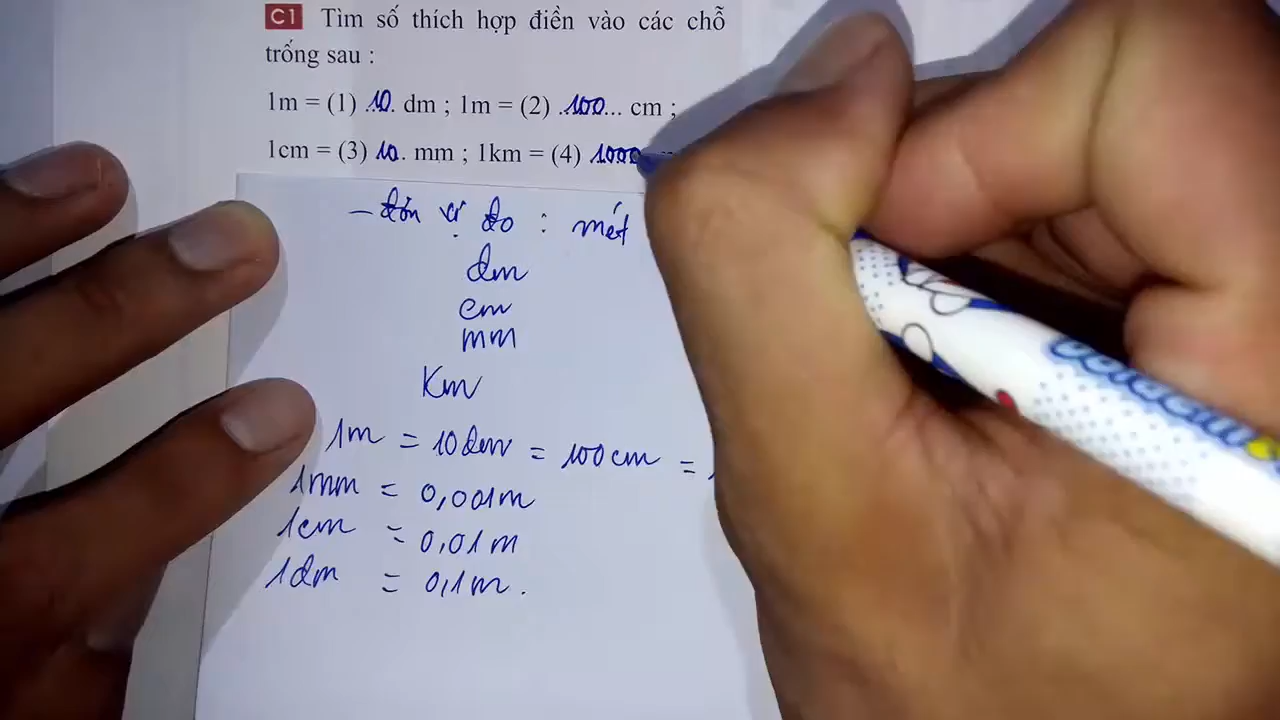 C1 Tìm số thích hợp điền vào các chỗ
trống sau :
1m = (1) .10. dm ; 1m = (2) .100... cm ;
1cm = (3) 10. mm ; 1km = (4) 1000
- đơn vị đo : mét
dm
cm
mm
Km
1m = 10dm = 100cm =
1mm = 0,001m
1cm = 0,01m
1dm = 0,1m.